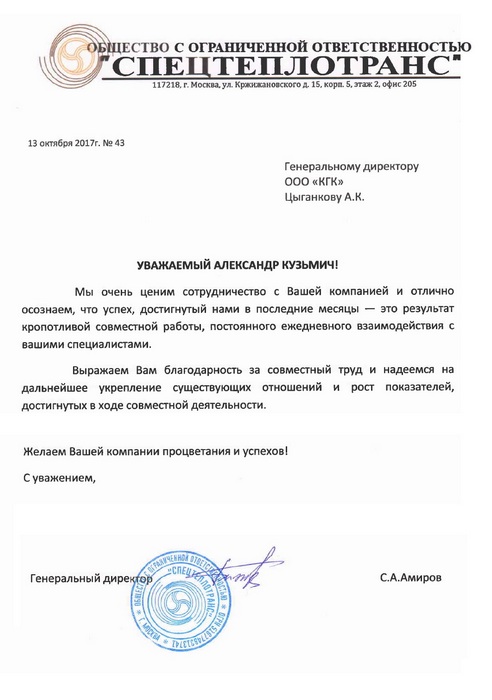 ОБЩЕСТВО С ОГРАНИЧЕННОЙ ОТВЕТСТВЕННОСТЬЮ
"СПЕЦТЕПЛОТРАНС"
117218, г. Москва, ул. Кржижановского д. 15, корп. 5, этаж 2, офис 205
13 октября 2017г. № 43
Генеральному директору
ООО «КГК»
Цыганкову А.К.
УВАЖАЕМЫЙ АЛЕКСАНДР КУЗЬМИЧ!
Мы очень ценим сотрудничество с Вашей компанией и отлично
осознаем, что успех, достигнутый нами в последние месяцы — это результат
кропотливой совместной работы, постоянного ежедневного взаимодействия с
вашими специалистами.
Выражаем Вам благодарность за совместный труд и надеемся на
дальнейшее укрепление существующих отношений и рост показателей,
достигнутых в ходе совместной деятельности.
Желаем Вашей компании процветания и успехов!
С уважением,
Генеральный директор
С.А.Амиров
ОБЩЕСТВО С ОГРАНИЧЕННОЙ ОТВЕТСТВЕННОСТЬЮ
"СПЕЦТЕПЛОТРАНС"